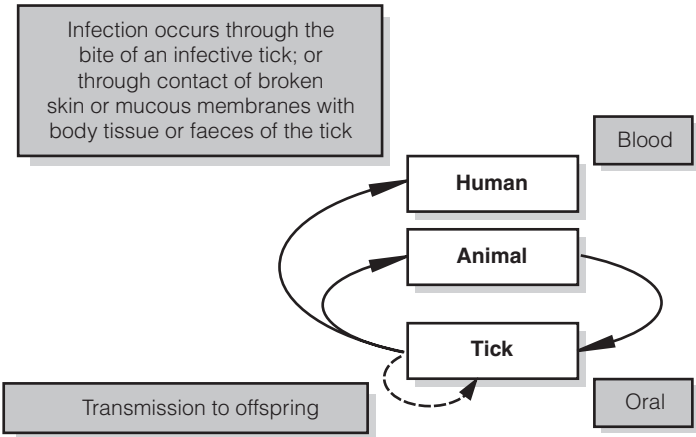 Infection occurs through the
bite of an infective tick; or
through contact of broken
skin or mucous membranes with
body tissue or faeces of the tick
Blood
Human
Animal
Tick
Transmission to offspring
Oral